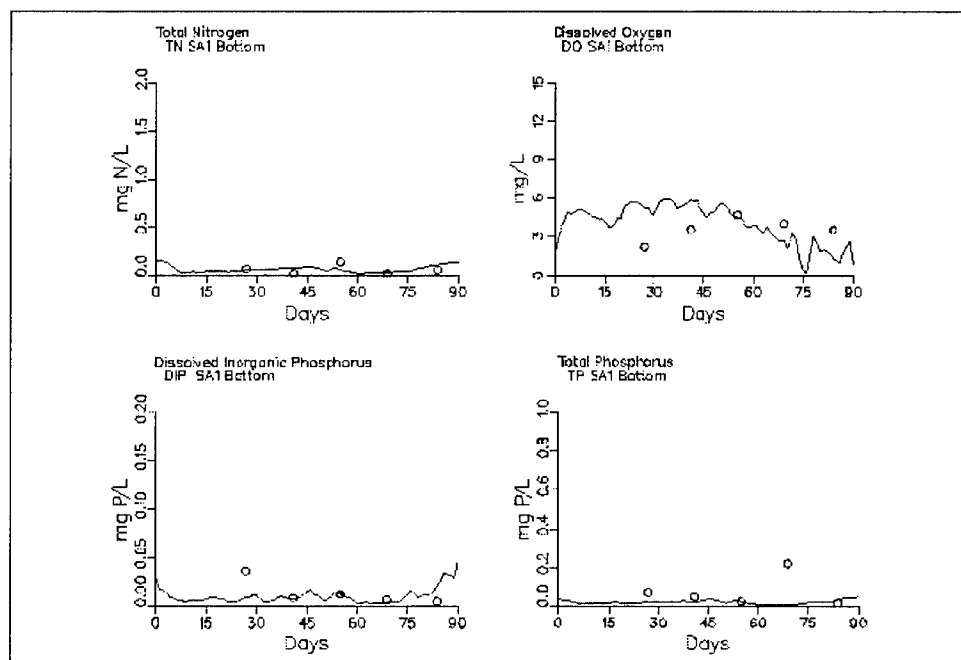 Total Nitrogen
TN SA1 Bottom
2.0
1.5
1.0
0.5
0.0
mg N/L
0 15 30 45 60 75 90
Days
Dissolved Oxygen
DO SA1 Bottom
15
12
9
6
3
0
mg/L
0 15 30 45 60 75 90
Days
Dissolved Inorganic Phosphorus
DIP SA1 Bottom
0.20
0.15
0.10
0.05
0.00
mg P/L
0 15 30 45 60 75 90
Days
Total Phosphorus
TP SA1 Bottom
1.0
0.8
0.6
0.4
0.2
0.0
mg P/L
0 15 30 45 60 75 90
Days